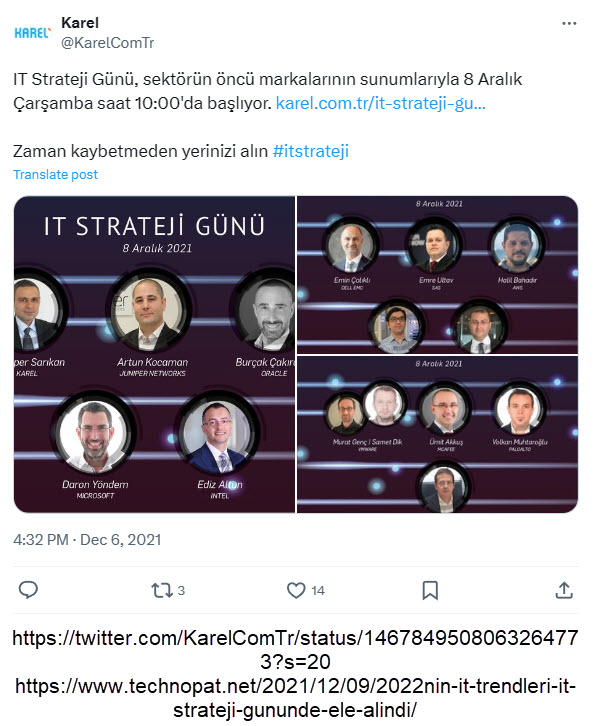 KAREL
Karel
@KarelComTr
IT Strateji Günü, sektörün öncü markalarının sunumlarıyla 8 Aralık
Çarşamba saat 10:00'da başlıyor. karel.com.tr/it-strateji-gu...
Zaman kaybetmeden yerinizi alın #itstrateji
Translate post
IT STRATEJİ GÜNÜ
8 Aralık 2021
per Sarıkan
KAREL
Artun Kocaman
JUNIPER NETWORKS
Burçak Çakıro
ORACLE
Daron Yöndem
MICROSOFT
Ediz Altun
INTEL
8 Aralık 2021
Emin Çalıklı
DELL EMC
Emre Ultav
SAS
Halil Bahadır
AWS
8 Aralık 2021
Murat Genç | Samet Dik
VMWARE
Ümit Akkuş
MCAFEE
Volkan Muhtaroğlu
PALOALTO
4:32 PM · Dec 6, 2021
3
14
https://twitter.com/KarelComTr/status/146784950806326477
3?s=20
https://www.technopat.net/2021/12/09/2022nin-it-trendleri-it-
strateji-gununde-ele-alindi/